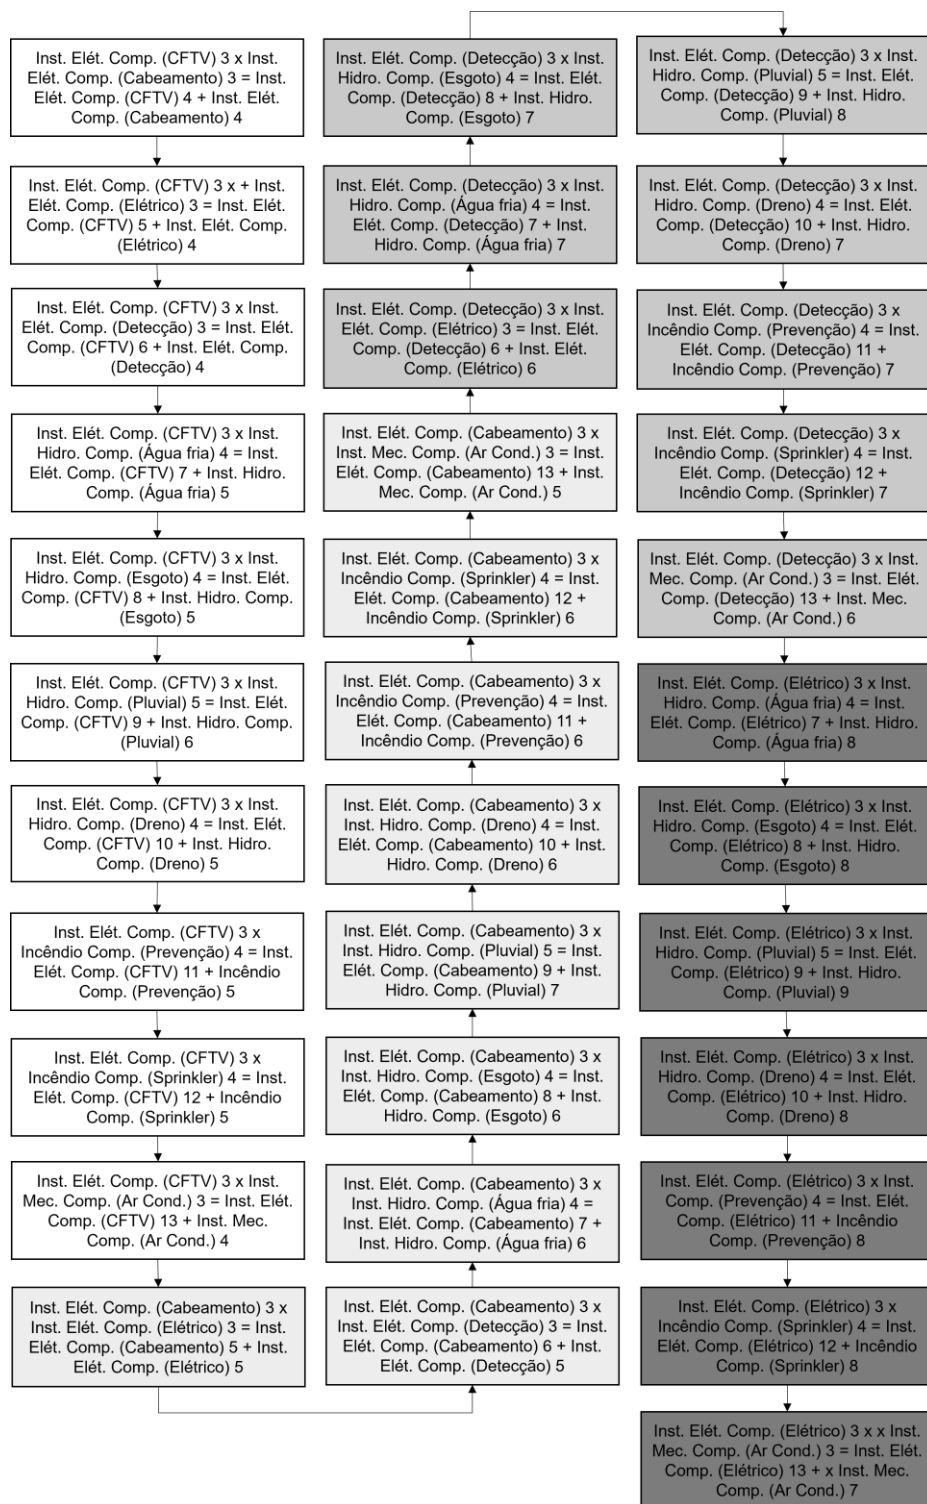 Inst. Elét. Comp. (CFTV) 3 x Inst.
Elét. Comp. (Cabeamento) 3 = Inst.
Elét. Comp. (CFTV) 4 + Inst. Elét.
Comp. (Cabeamento) 4
Inst. Elét. Comp. (CFTV) 3 x + Inst.
Elét. Comp. (Elétrico) 3 = Inst. Elét.
Comp. (CFTV) 5 + Inst. Elét. Comp.
(Elétrico) 4
Inst. Elét. Comp. (CFTV) 3 x Inst.
Elét. Comp. (Detecção) 3 = Inst. Elét.
Comp. (CFTV) 6 + Inst. Elét. Comp.
(Detecção) 4
Inst. Elét. Comp. (CFTV) 3 x Inst.
Hidro. Comp. (Água fria) 4 = Inst.
Elét. Comp. (CFTV) 7 + Inst. Hidro.
Comp. (Água fria) 5
Inst. Elét. Comp. (CFTV) 3 x Inst.
Hidro. Comp. (Esgoto) 4 = Inst. Elét.
Comp. (CFTV) 8 + Inst. Hidro. Comp.
(Esgoto) 5
Inst. Elét. Comp. (CFTV) 3 x Inst.
Hidro. Comp. (Pluvial) 5 = Inst. Elét.
Comp. (CFTV) 9 + Inst. Hidro. Comp.
(Pluvial) 6
Inst. Elét. Comp. (CFTV) 3 x Inst.
Hidro. Comp. (Dreno) 4 = Inst. Elét.
Comp. (CFTV) 10 + Inst. Hidro.
Comp. (Dreno) 5
Inst. Elét. Comp. (CFTV) 3 x
Incêndio Comp. (Prevenção) 4 = Inst.
Elét. Comp. (CFTV) 11 + Incêndio
Comp. (Prevenção) 5
Inst. Elét. Comp. (CFTV) 3 x
Incêndio Comp. (Sprinkler) 4 = Inst.
Elét. Comp. (CFTV) 12 + Incêndio
Comp. (Sprinkler) 5
Inst. Elét. Comp. (CFTV) 3 x Inst.
Mec. Comp. (Ar Cond.) 3 = Inst. Elét.
Comp. (CFTV) 13 + Inst. Mec.
Comp. (Ar Cond.) 4
Inst. Elét. Comp. (Cabeamento) 3 x
Inst. Elét. Comp. (Elétrico) 3 = Inst.
Elét. Comp. (Cabeamento) 5 + Inst.
Elét. Comp. (Elétrico) 5
Inst. Elét. Comp. (Cabeamento) 3 x
Inst. Elét. Comp. (Detecção) 3 = Inst.
Elét. Comp. (Cabeamento) 6 + Inst.
Elét. Comp. (Detecção) 5
Inst. Elét. Comp. (Cabeamento) 3 x
Inst. Hidro. Comp. (Água fria) 4 =
Inst. Elét. Comp. (Cabeamento) 7 +
Inst. Hidro. Comp. (Água fria) 6
Inst. Elét. Comp. (Cabeamento) 3 x
Inst. Hidro. Comp. (Esgoto) 4 = Inst.
Elét. Comp. (Cabeamento) 8 + Inst.
Hidro. Comp. (Esgoto) 6
Inst. Elét. Comp. (Cabeamento) 3 x
Inst. Hidro. Comp. (Pluvial) 5 = Inst.
Elét. Comp. (Cabeamento) 9 + Inst.
Hidro. Comp. (Pluvial) 7
Inst. Elét. Comp. (Cabeamento) 3 x
Inst. Hidro. Comp. (Dreno) 4 = Inst.
Elét. Comp. (Cabeamento) 10 + Inst.
Hidro. Comp. (Dreno) 6
Inst. Elét. Comp. (Cabeamento) 3 x
Incêndio Comp. (Prevenção) 4 = Inst.
Elét. Comp. (Cabeamento) 11 +
Incêndio Comp. (Prevenção) 6
Inst. Elét. Comp. (Cabeamento) 3 x
Incêndio Comp. (Sprinkler) 4 = Inst.
Elét. Comp. (Cabeamento) 12 +
Incêndio Comp. (Sprinkler) 6
Inst. Elét. Comp. (Cabeamento) 3 x
Inst. Mec. Comp. (Ar Cond.) 3 = Inst.
Elét. Comp. (Cabeamento) 13 + Inst.
Mec. Comp. (Ar Cond.) 5
Inst. Elét. Comp. (Detecção) 3 x Inst.
Elét. Comp. (Elétrico) 3 = Inst. Elét.
Comp. (Detecção) 6 + Inst. Elét.
Comp. (Elétrico) 6
Inst. Elét. Comp. (Detecção) 3 x Inst.
Hidro. Comp. (Água fria) 4 = Inst.
Elét. Comp. (Detecção) 7 + Inst.
Hidro. Comp. (Água fria) 7
Inst. Elét. Comp. (Detecção) 3 x Inst.
Hidro. Comp. (Esgoto) 4 = Inst. Elét.
Comp. (Detecção) 8 + Inst. Hidro.
Comp. (Esgoto) 7
Inst. Elét. Comp. (Detecção) 3 x Inst.
Hidro. Comp. (Pluvial) 5 = Inst. Elét.
Comp. (Detecção) 9 + Inst. Hidro.
Comp. (Pluvial) 8
Inst. Elét. Comp. (Detecção) 3 x Inst.
Hidro. Comp. (Dreno) 4 = Inst. Elét.
Comp. (Detecção) 10 + Inst. Hidro.
Comp. (Dreno) 7
Inst. Elét. Comp. (Detecção) 3 x
Incêndio Comp. (Prevenção) 4 = Inst.
Elét. Comp. (Detecção) 11 +
Incêndio Comp. (Prevenção) 7
Inst. Elét. Comp. (Detecção) 3 x
Incêndio Comp. (Sprinkler) 4 = Inst.
Elét. Comp. (Detecção) 12 +
Incêndio Comp. (Sprinkler) 7
Inst. Elét. Comp. (Detecção) 3 x Inst.
Mec. Comp. (Ar Cond.) 3 = Inst. Elét.
Comp. (Detecção) 13 + Inst. Mec.
Comp. (Ar Cond.) 6
Inst. Elét. Comp. (Elétrico) 3 x Inst.
Hidro. Comp. (Água fria) 4 = Inst.
Elét. Comp. (Elétrico) 7 + Inst. Hidro.
Comp. (Água fria) 8
Inst. Elét. Comp. (Elétrico) 3 x Inst.
Hidro. Comp. (Esgoto) 4 = Inst. Elét.
Comp. (Elétrico) 8 + Inst. Hidro.
Comp. (Esgoto) 8
Inst. Elét. Comp. (Elétrico) 3 x Inst.
Hidro. Comp. (Pluvial) 5 = Inst. Elét.
Comp. (Elétrico) 9 + Inst. Hidro.
Comp. (Pluvial) 9
Inst. Elét. Comp. (Elétrico) 3 x Inst.
Hidro. Comp. (Dreno) 4 = Inst. Elét.
Comp. (Elétrico) 10 + Inst. Hidro.
Comp. (Dreno) 8
Inst. Elét. Comp. (Elétrico) 3 x Inst.
Comp. (Prevenção) 4 = Inst. Elét.
Comp. (Elétrico) 11 + Incêndio
Comp. (Prevenção) 8
Inst. Elét. Comp. (Elétrico) 3 x
Incêndio Comp. (Sprinkler) 4 = Inst.
Elét. Comp. (Elétrico) 12 + Incêndio
Comp. (Sprinkler) 8
Inst. Elét. Comp. (Elétrico) 3 x x Inst.
Mec. Comp. (Ar Cond.) 3 = Inst. Elét.
Comp. (Elétrico) 13 + x Inst. Mec.
Comp. (Ar Cond.) 7